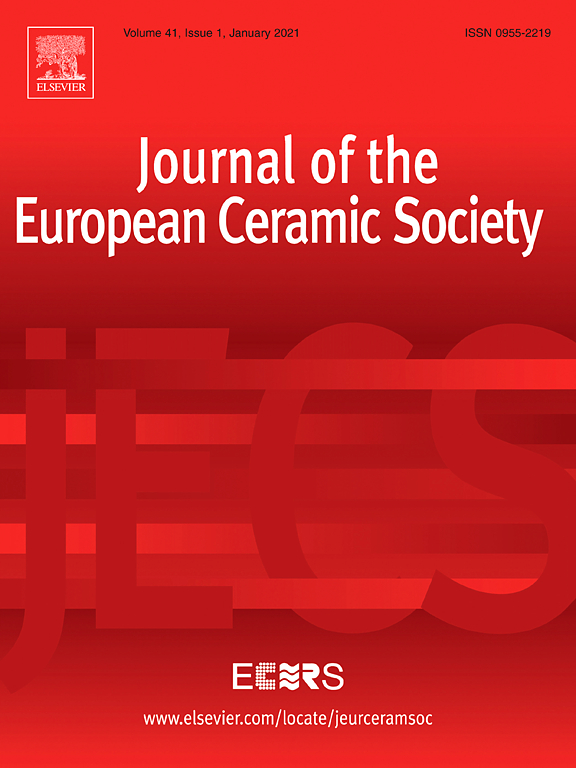 Volume 41, Issue 1, January 2021
ISSN 0955-2219
ELSEVIER
Journal of the
European Ceramic Society
jECS
ECERS
www.elsevier.com/locate/jeurceramsoc